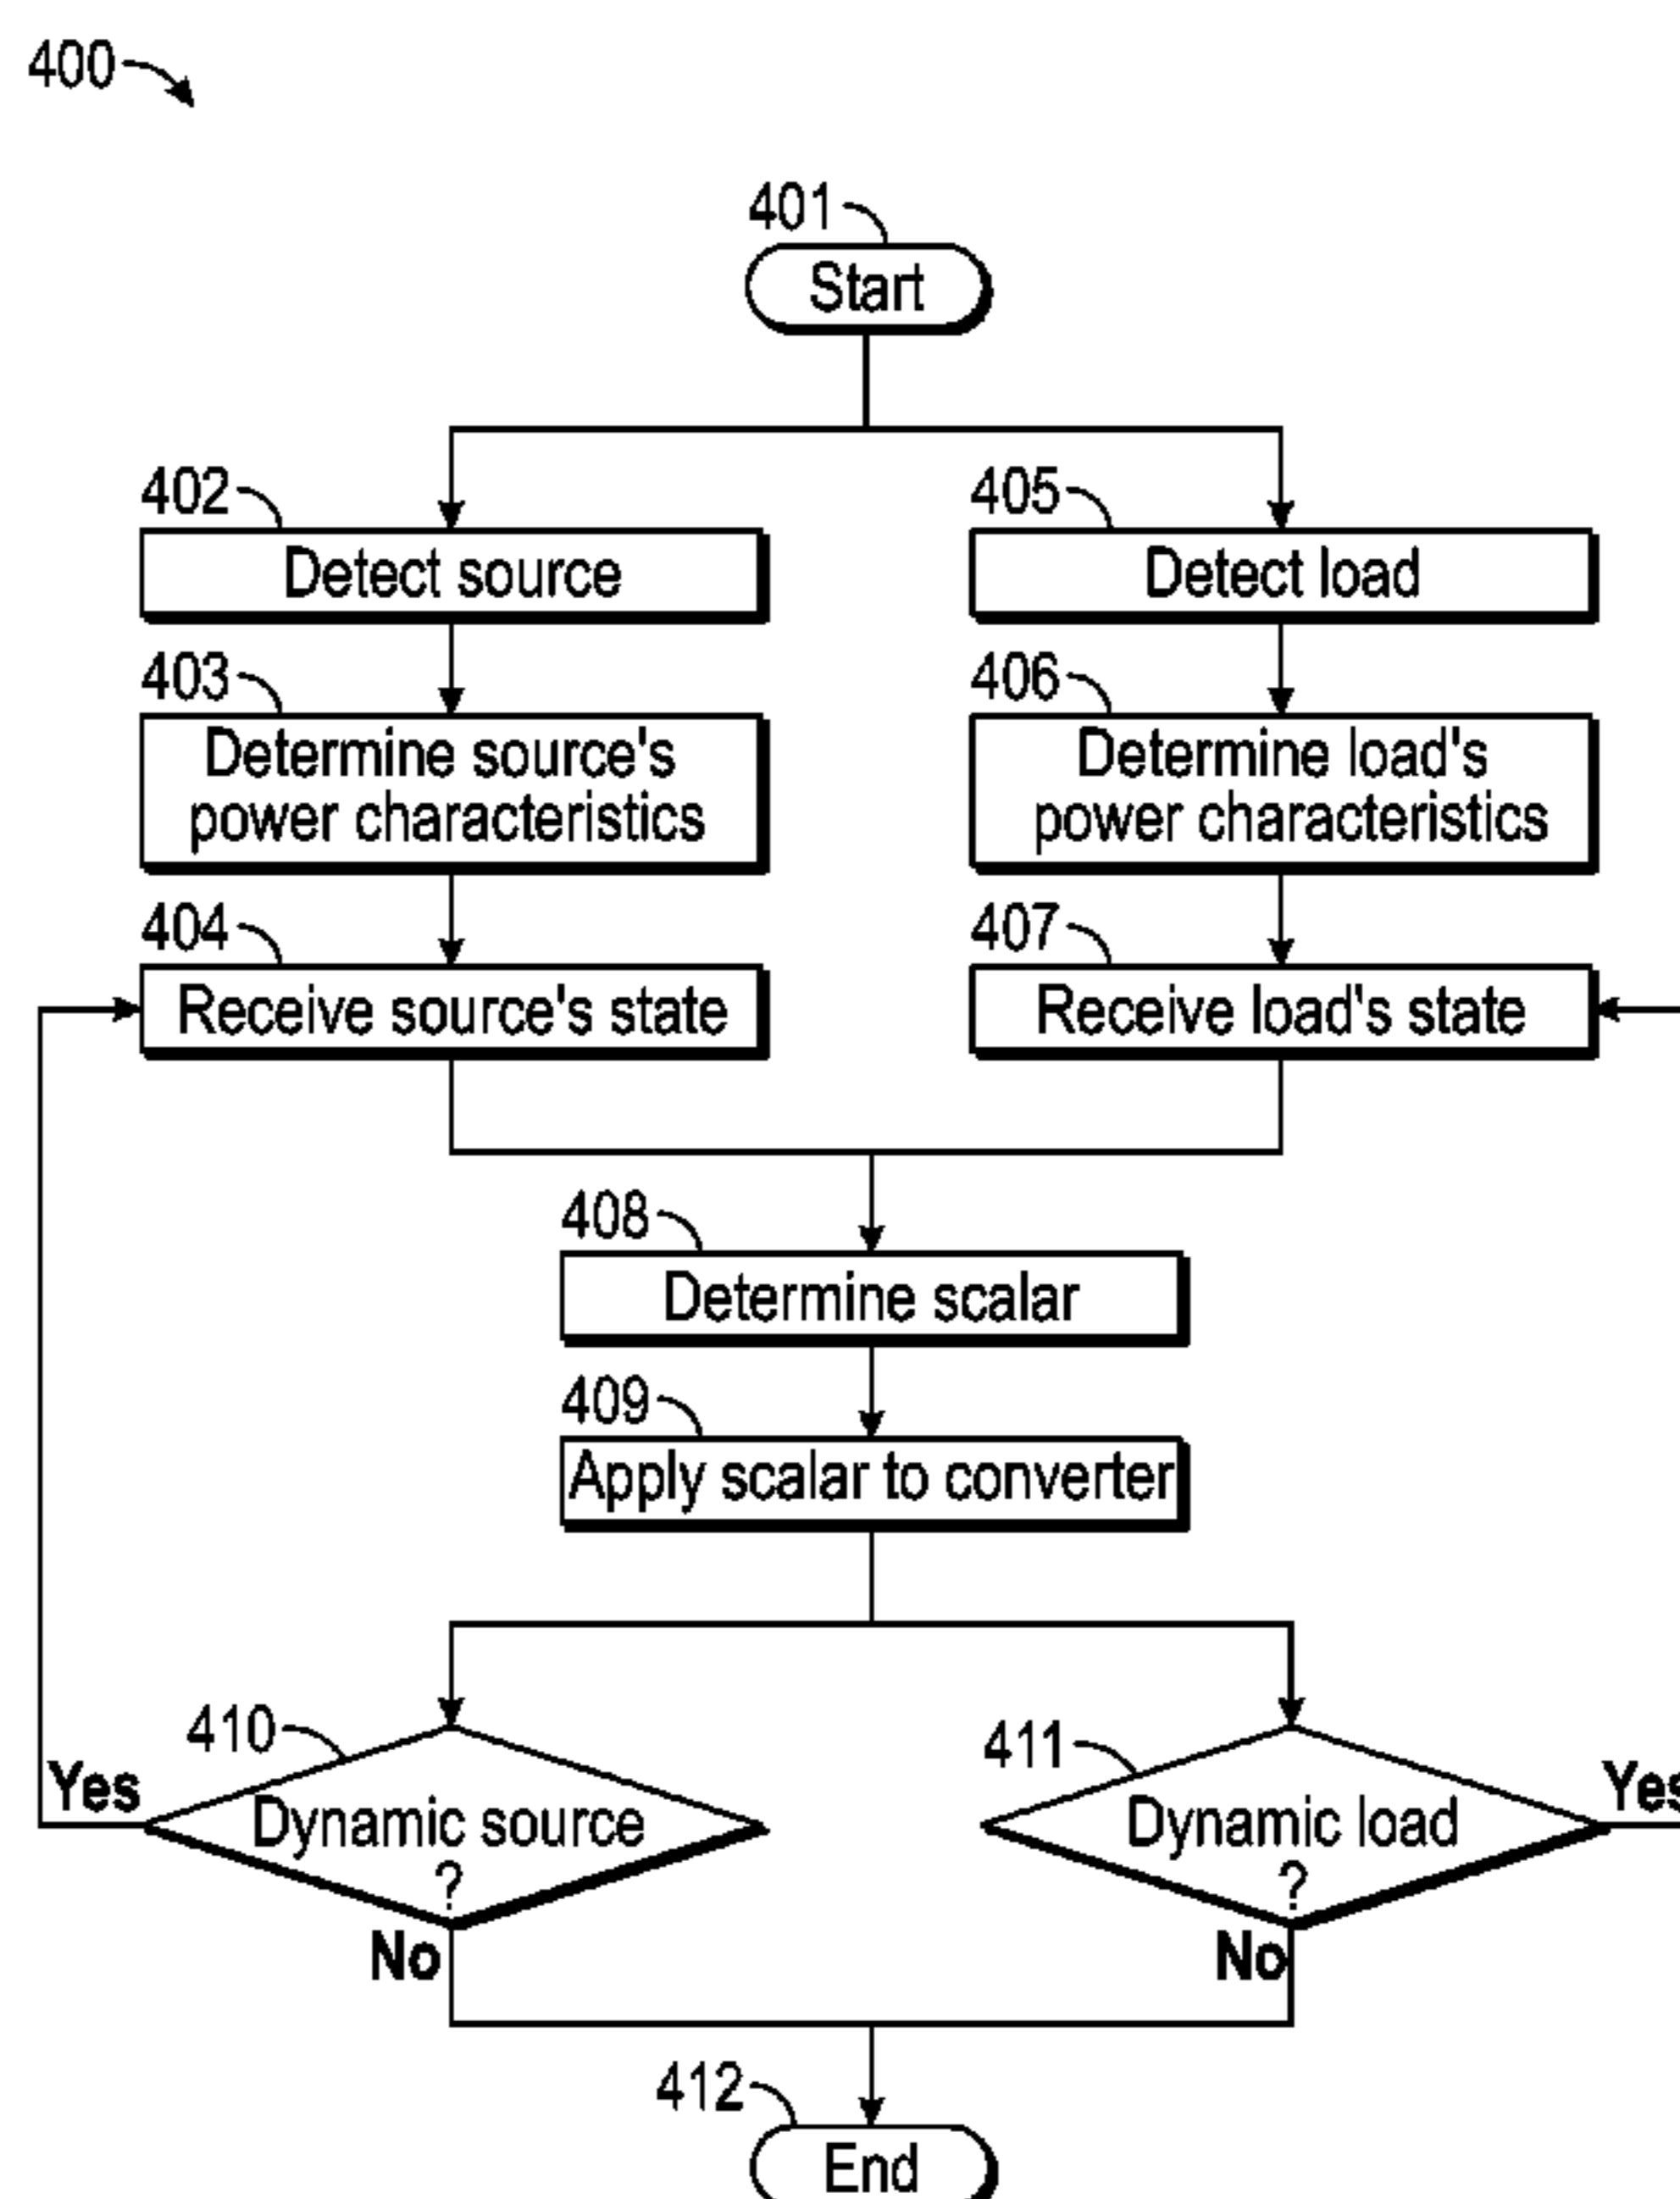 400
401
Start
402
Detect source
405
Detect load
403
Determine source's
power characteristics
406
Determine load's
power characteristics
404
Receive source's state
407
Receive load's state
408
Determine scalar
409
Apply scalar to converter
410
Dynamic source
?
Yes
No
411
Dynamic load
?
Yes
No
412
End